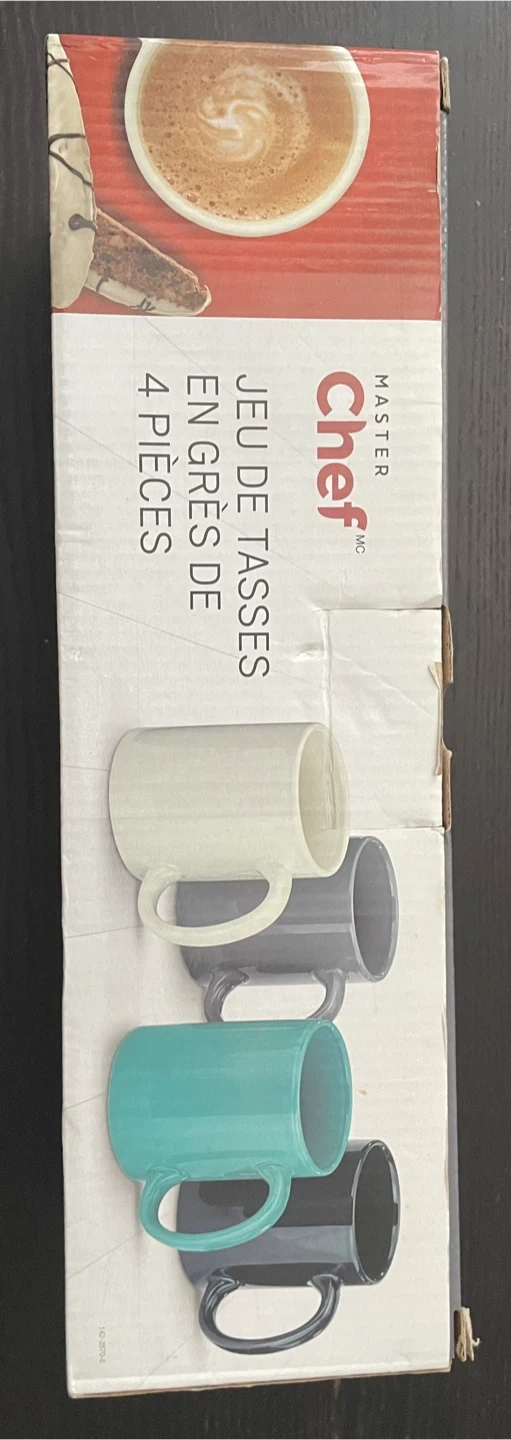 MASTER
Chef MC
JEU DE TASSES
EN GRÈS DE
4 PIÈCES